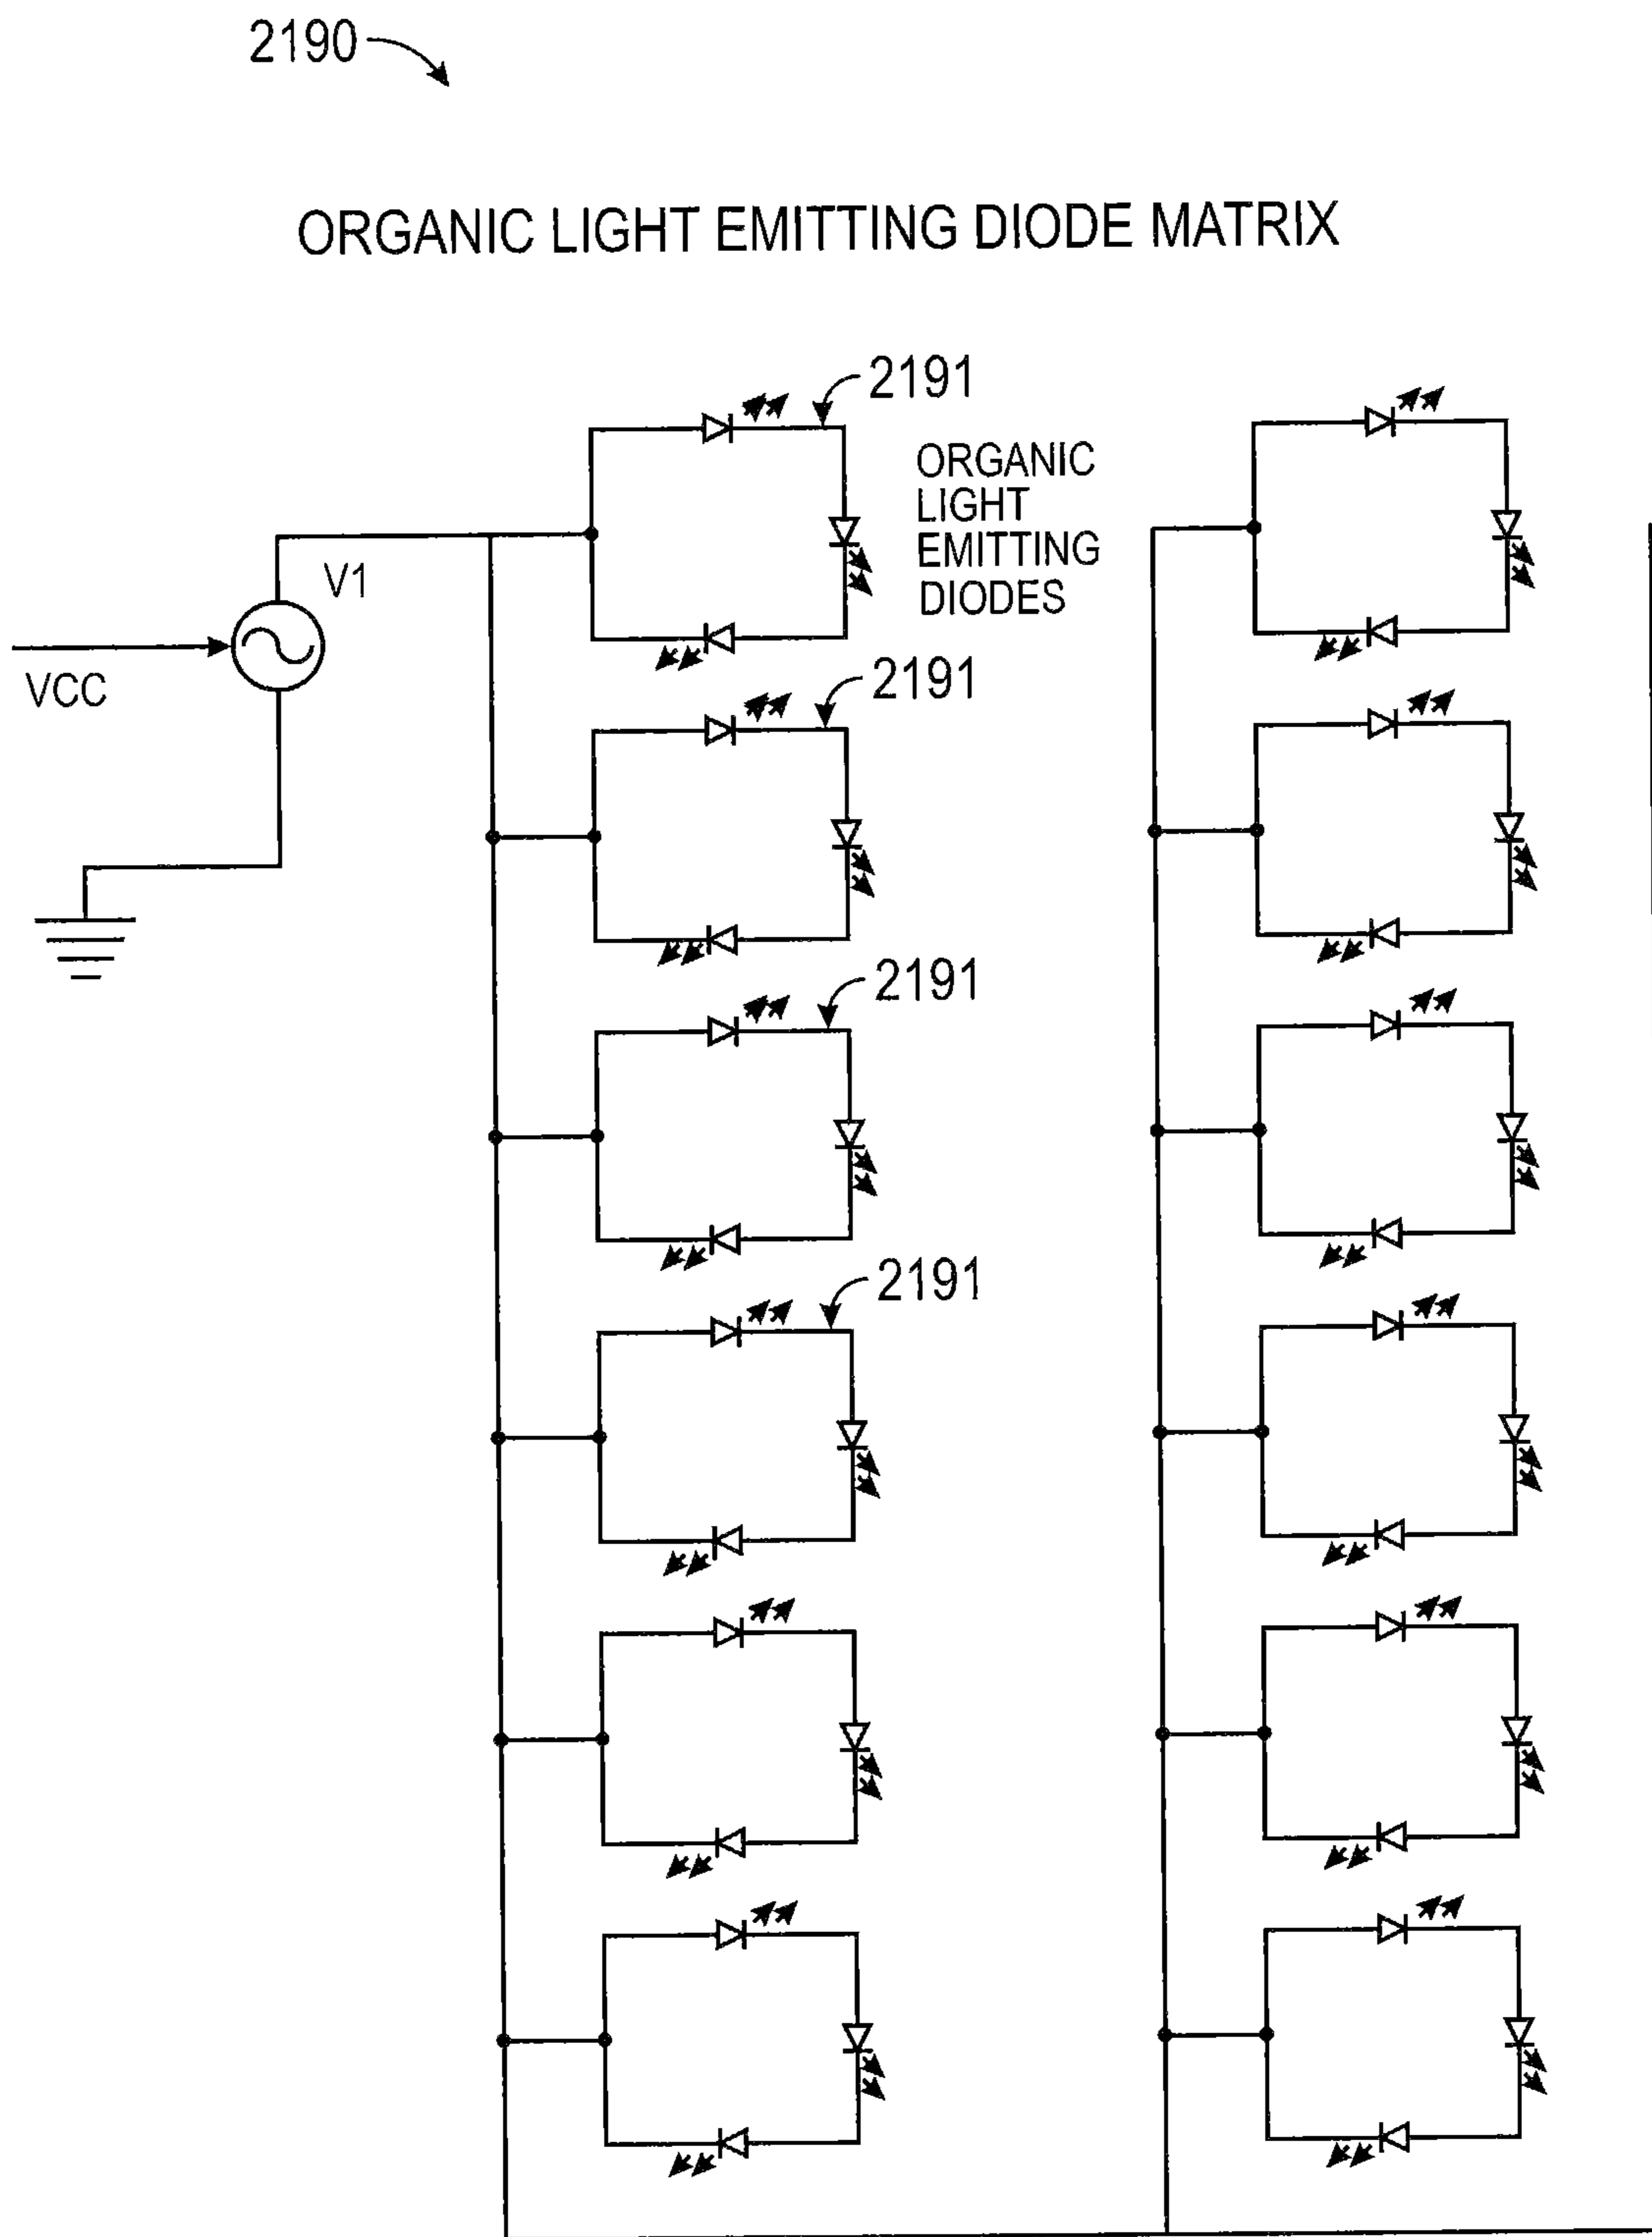 2190
ORGANIC LIGHT EMITTING DIODE MATRIX
2191
ORGANIC
LIGHT
EMITTING
DIODES
V1
VCC
2191
2191
2191